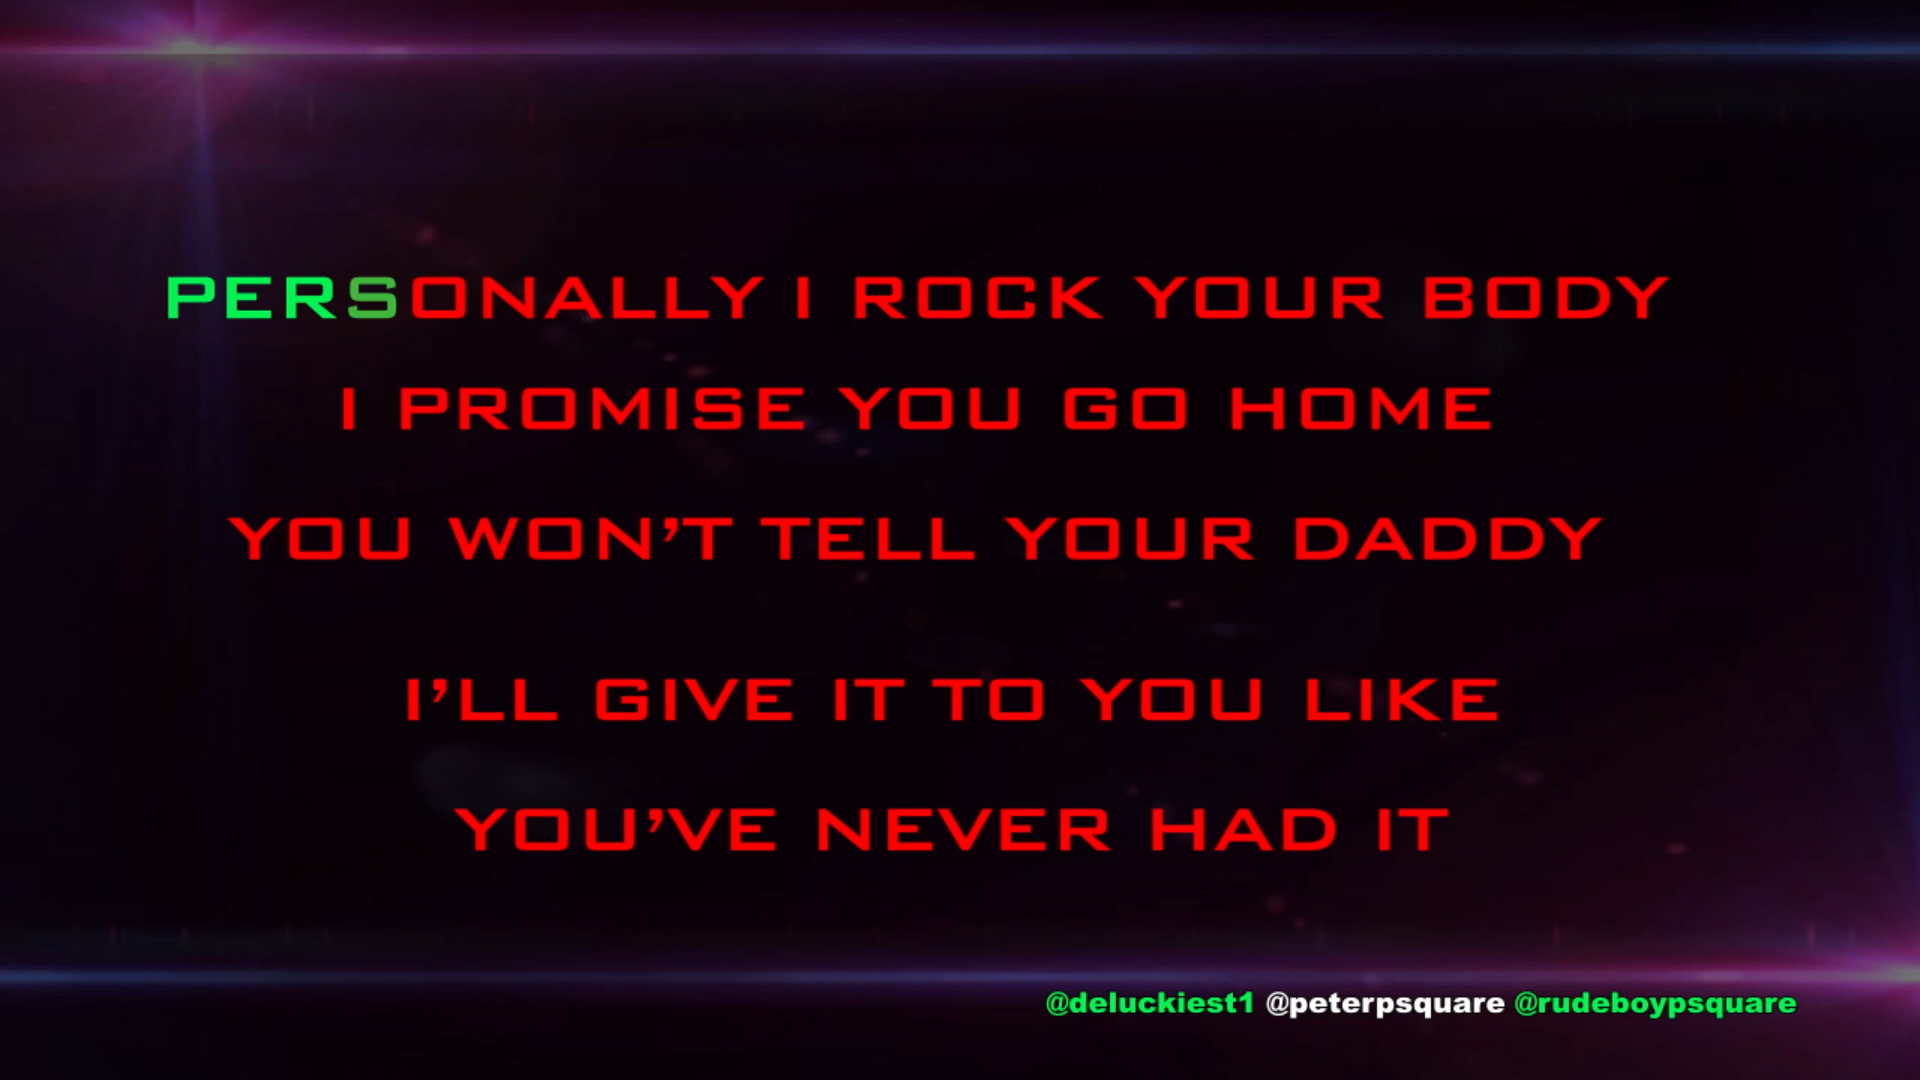 PERSONALLY I ROCK YOUR BODY
I PROMISE YOU GO HOME
YOU WON’T TELL YOUR DADDY
I’LL GIVE IT TO YOU LIKE
YOU’VE NEVER HAD IT
@deluckiest1 @peterpsquare @rudeboypsquare